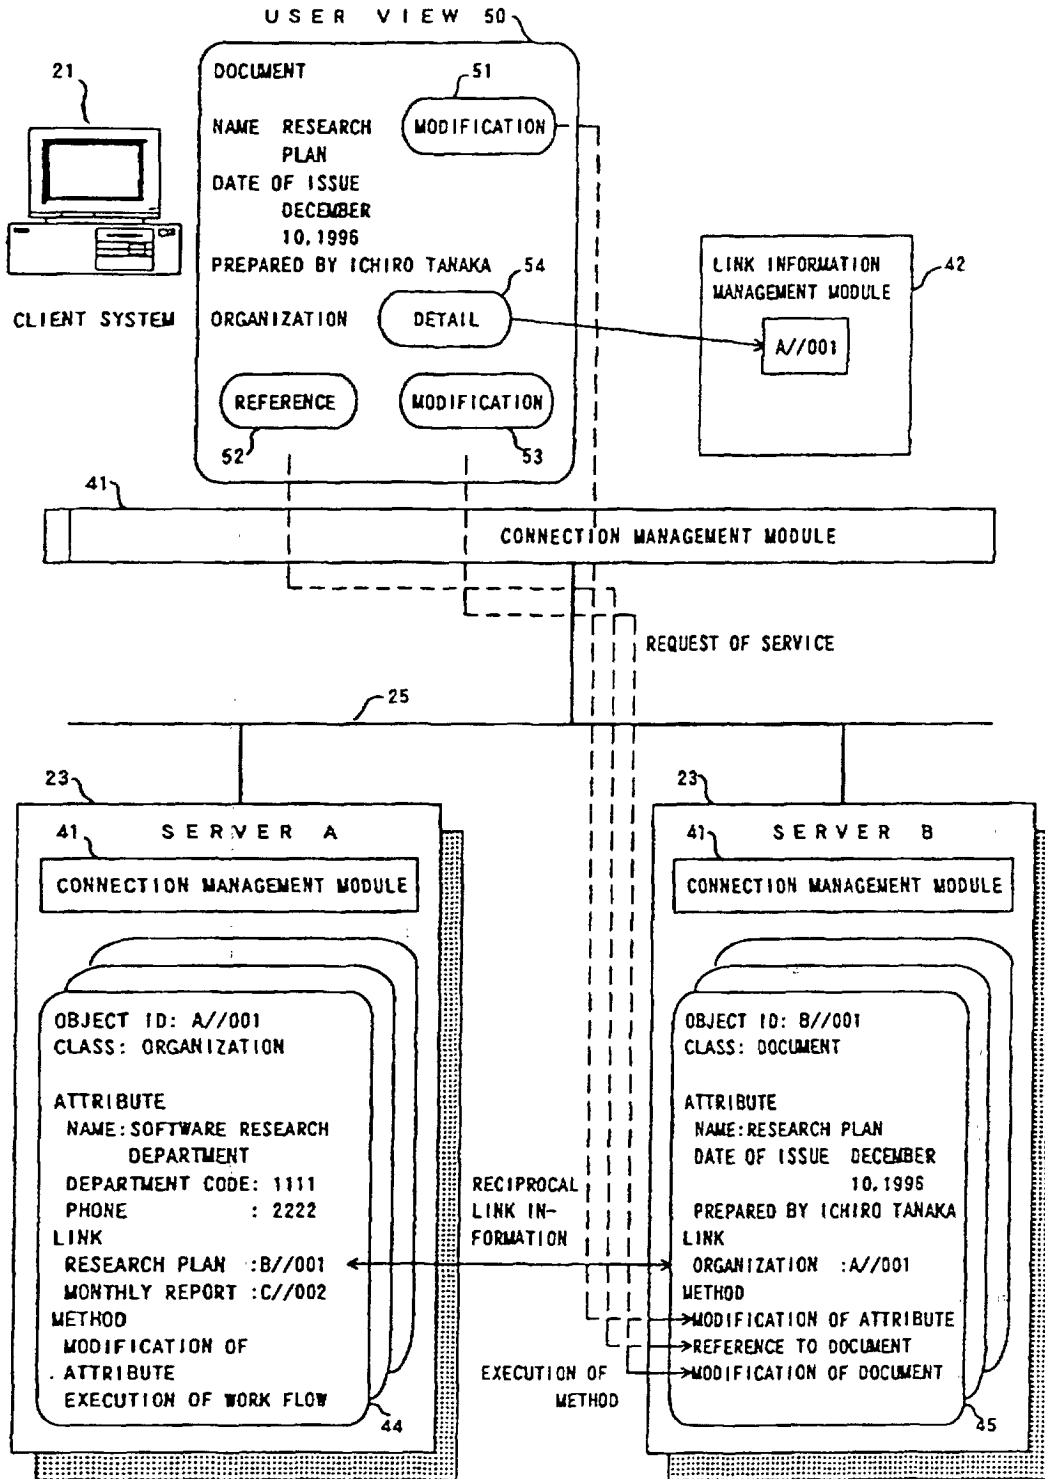 USER VIEW 50
DOCUMENT
51
MODIFICATION
NAME RESEARCH
PLAN
DATE OF ISSUE
DECEMBER
10,1996
PREPARED BY ICHIRO TANAKA
54
ORGANIZATION
DETAIL
REFERENCE
MODIFICATION
52
53
21
CLIENT SYSTEM
LINK INFORMATION
MANAGEMENT MODULE
42
A//001
41
CONNECTION MANAGEMENT MODULE
REQUEST OF SERVICE
25
23
SERVER A
41
CONNECTION MANAGEMENT MODULE
OBJECT ID: A//001
CLASS: ORGANIZATION
ATTRIBUTE
NAME:SOFTWARE RESEARCH
DEPARTMENT
DEPARTMENT CODE: 1111
PHONE : 2222
LINK
RESEARCH PLAN :B//001
MONTHLY REPORT :C//002
METHOD
MODIFICATION OF
ATTRIBUTE
EXECUTION OF WORK FLOW
44
RECIPROCAL
LINK IN-
FORMATION
EXECUTION OF
METHOD
23
SERVER B
41
CONNECTION MANAGEMENT MODULE
OBJECT ID: B//001
CLASS: DOCUMENT
ATTRIBUTE
NAME:RESEARCH PLAN
DATE OF ISSUE DECEMBER
10,1996
PREPARED BY ICHIRO TANAKA
LINK
ORGANIZATION :A//001
METHOD
MODIFICATION OF ATTRIBUTE
REFERENCE TO DOCUMENT
MODIFICATION OF DOCUMENT
45